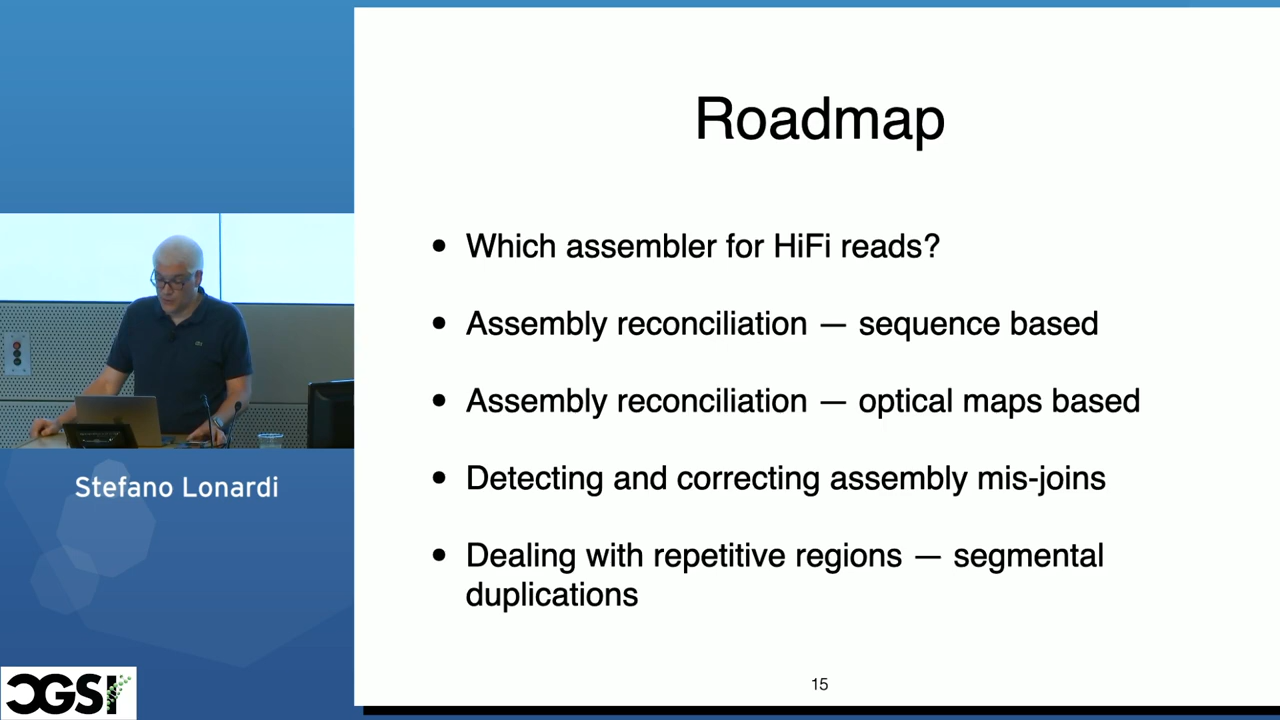 Roadmap
• Which assembler for HiFi reads?
• Assembly reconciliation — sequence based
• Assembly reconciliation — optical maps based
• Detecting and correcting assembly mis-joins
• Dealing with repetitive regions — segmental
duplications
15
Stefano Lonardi
CGSI